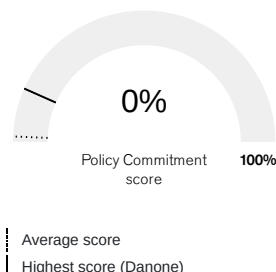 0%
Policy Commitment
score
100%
Average score
Highest score (Danone)